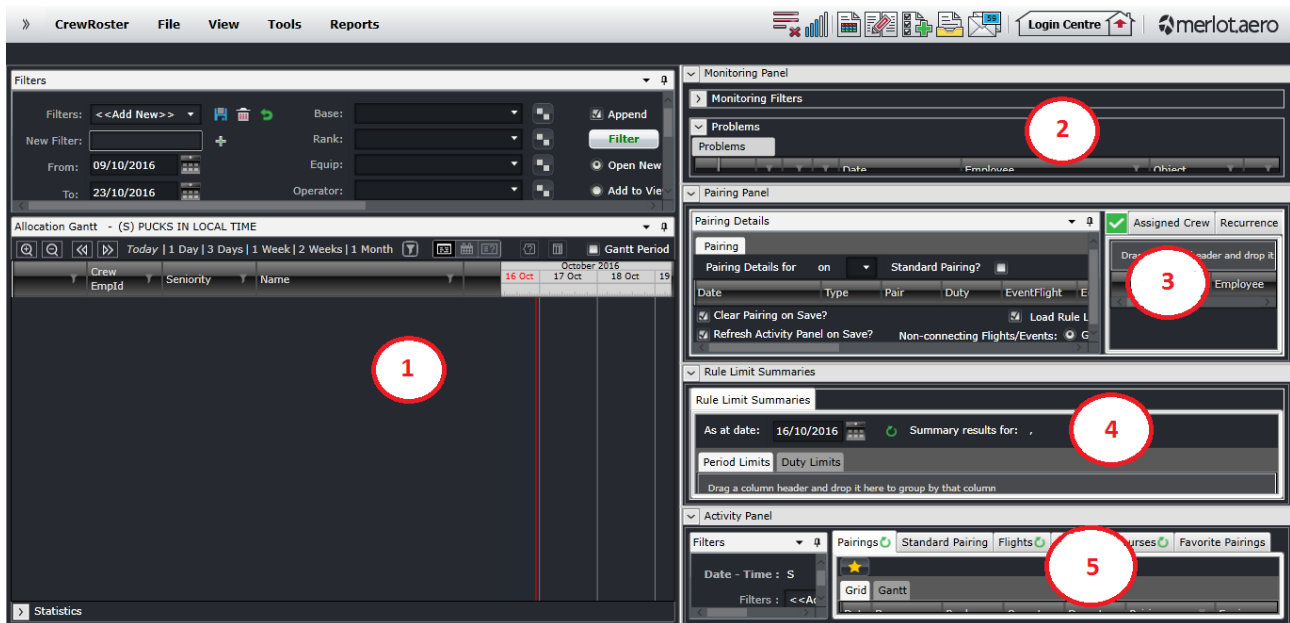 » CrewRoster File View Tools Reports
59
Login Centre
merlot.aero
Filters
Filters: <<Add New>>
Base:
Append
New Filter:
Rank:
Filter
From: 09/10/2016
Equip:
Open New
To: 23/10/2016
Operator:
Add to Vie
Allocation Gantt - (S) PUCKS IN LOCAL TIME
Today | 1 Day | 3 Days | 1 Week | 2 Weeks | 1 Month
F3
E?
Gantt Period
Crew EmpId
Seniority
Name
October 2016
16 Oct 17 Oct 18 Oct 19
1
Statistics
Monitoring Panel
Monitoring Filters
Problems
2
Problems
Date Employee Object
Pairing Panel
Pairing Details
Pairing
Pairing Details for on Standard Pairing?
Date Type Pair Duty EventFlight E
Clear Pairing on Save?
Load Rule L
Refresh Activity Panel on Save?
Non-connecting Flights/Events: G
Assigned Crew Recurrence
header and drop it
3
Employee
Rule Limit Summaries
Rule Limit Summaries
As at date: 16/10/2016 Summary results for: ,
4
Period Limits Duty Limits
Drag a column header and drop it here to group by that column
Activity Panel
Filters
Date - Time : S
Filters : <<Ad
Pairings Standard Pairing Flights urses Favorite Pairings
5
Grid Gantt